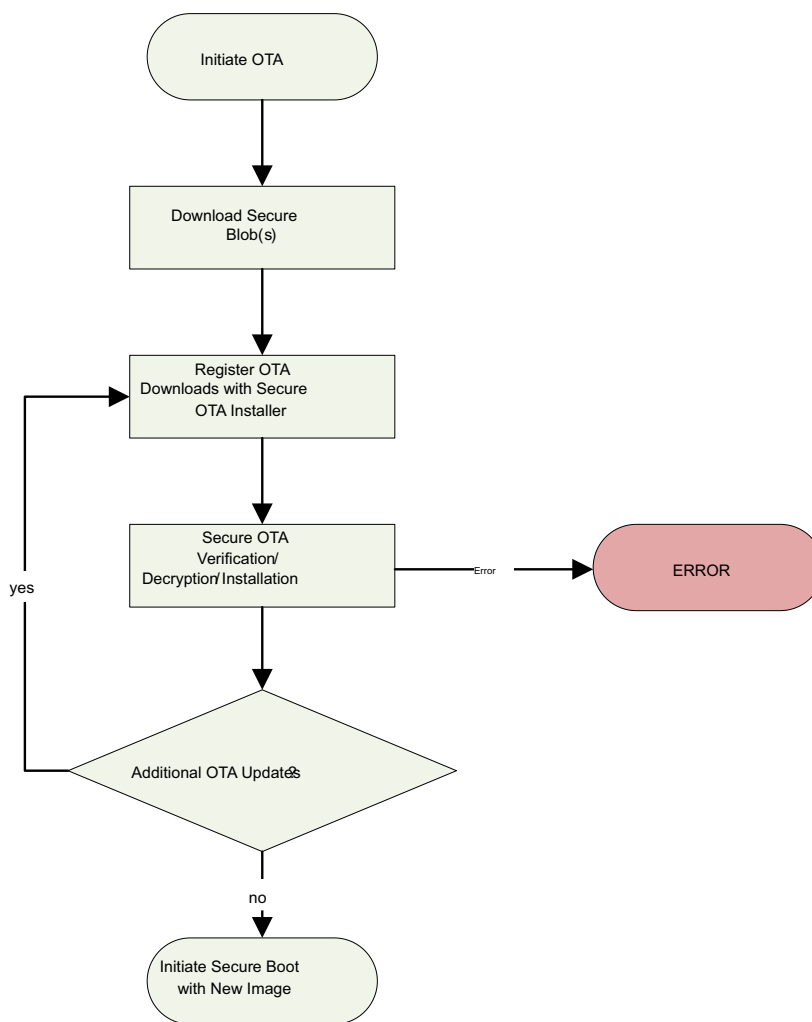 Initiate OTA
Download Secure
Blob(s)
Register OTA
Downloads with Secure
OTA Installer
Secure OTA
Verification/
Decryption/Installation
Error
ERROR
yes
Additional OTA Updates?
no
Initiate Secure Boot
with New Image